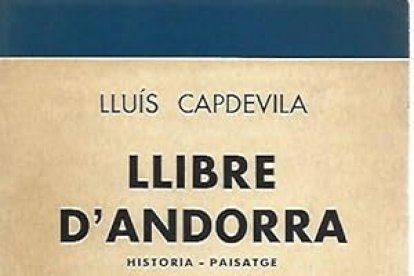 LLUÍS CAPDEVILA
LLIBRE
D'ANDORRA
HISTORIA - PAISATGE